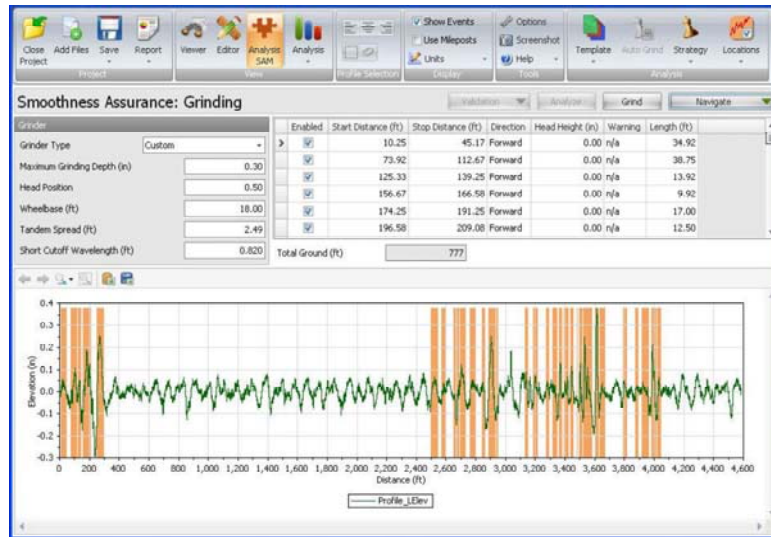 Close Project Add Files Save Report Viewer Editor Analysis SAM Analysis Show Events Use Mileposts Units Options Screenshot Help Template Auto Grind Strategy Locations
Project View Profile Selection Display Tools Analysis
Smoothness Assurance: Grinding Validation Analyze Grind Navigate
Grinder
Grinder Type Custom
Maximum Grinding Depth (in) 0.30
Head Position 0.50
Wheelbase (ft) 18.00
Tandem Spread (ft) 2.49
Short Cutoff Wavelength (ft) 0.820
Enabled Start Distance (ft) Stop Distance (ft) Direction Head Height (in) Warning Length (ft)
10.25 45.17 Forward 0.00 n/a 34.92
73.92 112.67 Forward 0.00 n/a 38.75
125.33 139.25 Forward 0.00 n/a 13.92
156.67 166.58 Forward 0.00 n/a 9.92
174.25 191.25 Forward 0.00 n/a 17.00
196.58 209.08 Forward 0.00 n/a 12.50
Total Ground (ft) 777
Elevation (in)
0.4
0.3
0.2
0.1
0.0
-0.1
-0.2
-0.3
0 200 400 600 800 1,000 1,200 1,400 1,600 1,800 2,000 2,200 2,400 2,600 2,800 3,000 3,200 3,400 3,600 3,800 4,000 4,200 4,400 4,600
Distance (ft)
Profile_LElev